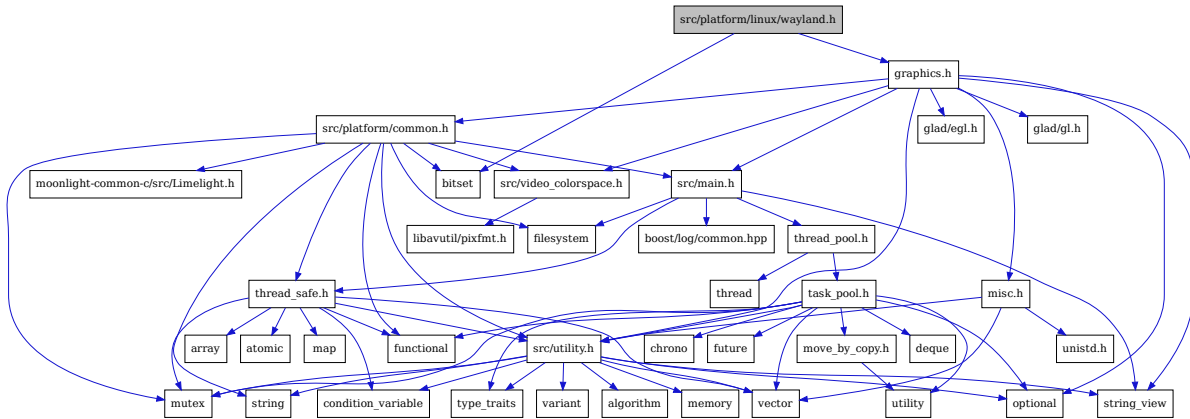 src/platform/linux/wayland.h
graphics.h
src/platform/common.h
glad/egl.h
glad/gl.h
moonlight-common-c/src/Limelight.h
bitset
src/video_colorspace.h
src/main.h
libavutil/pixfmt.h
filesystem
boost/log/common.hpp
thread_pool.h
thread_safe.h
thread
task_pool.h
misc.h
array
atomic
map
functional
src/utility.h
chrono
future
move_by_copy.h
deque
unistd.h
mutex
string
condition_variable
type_traits
variant
algorithm
memory
vector
utility
optional
string_view